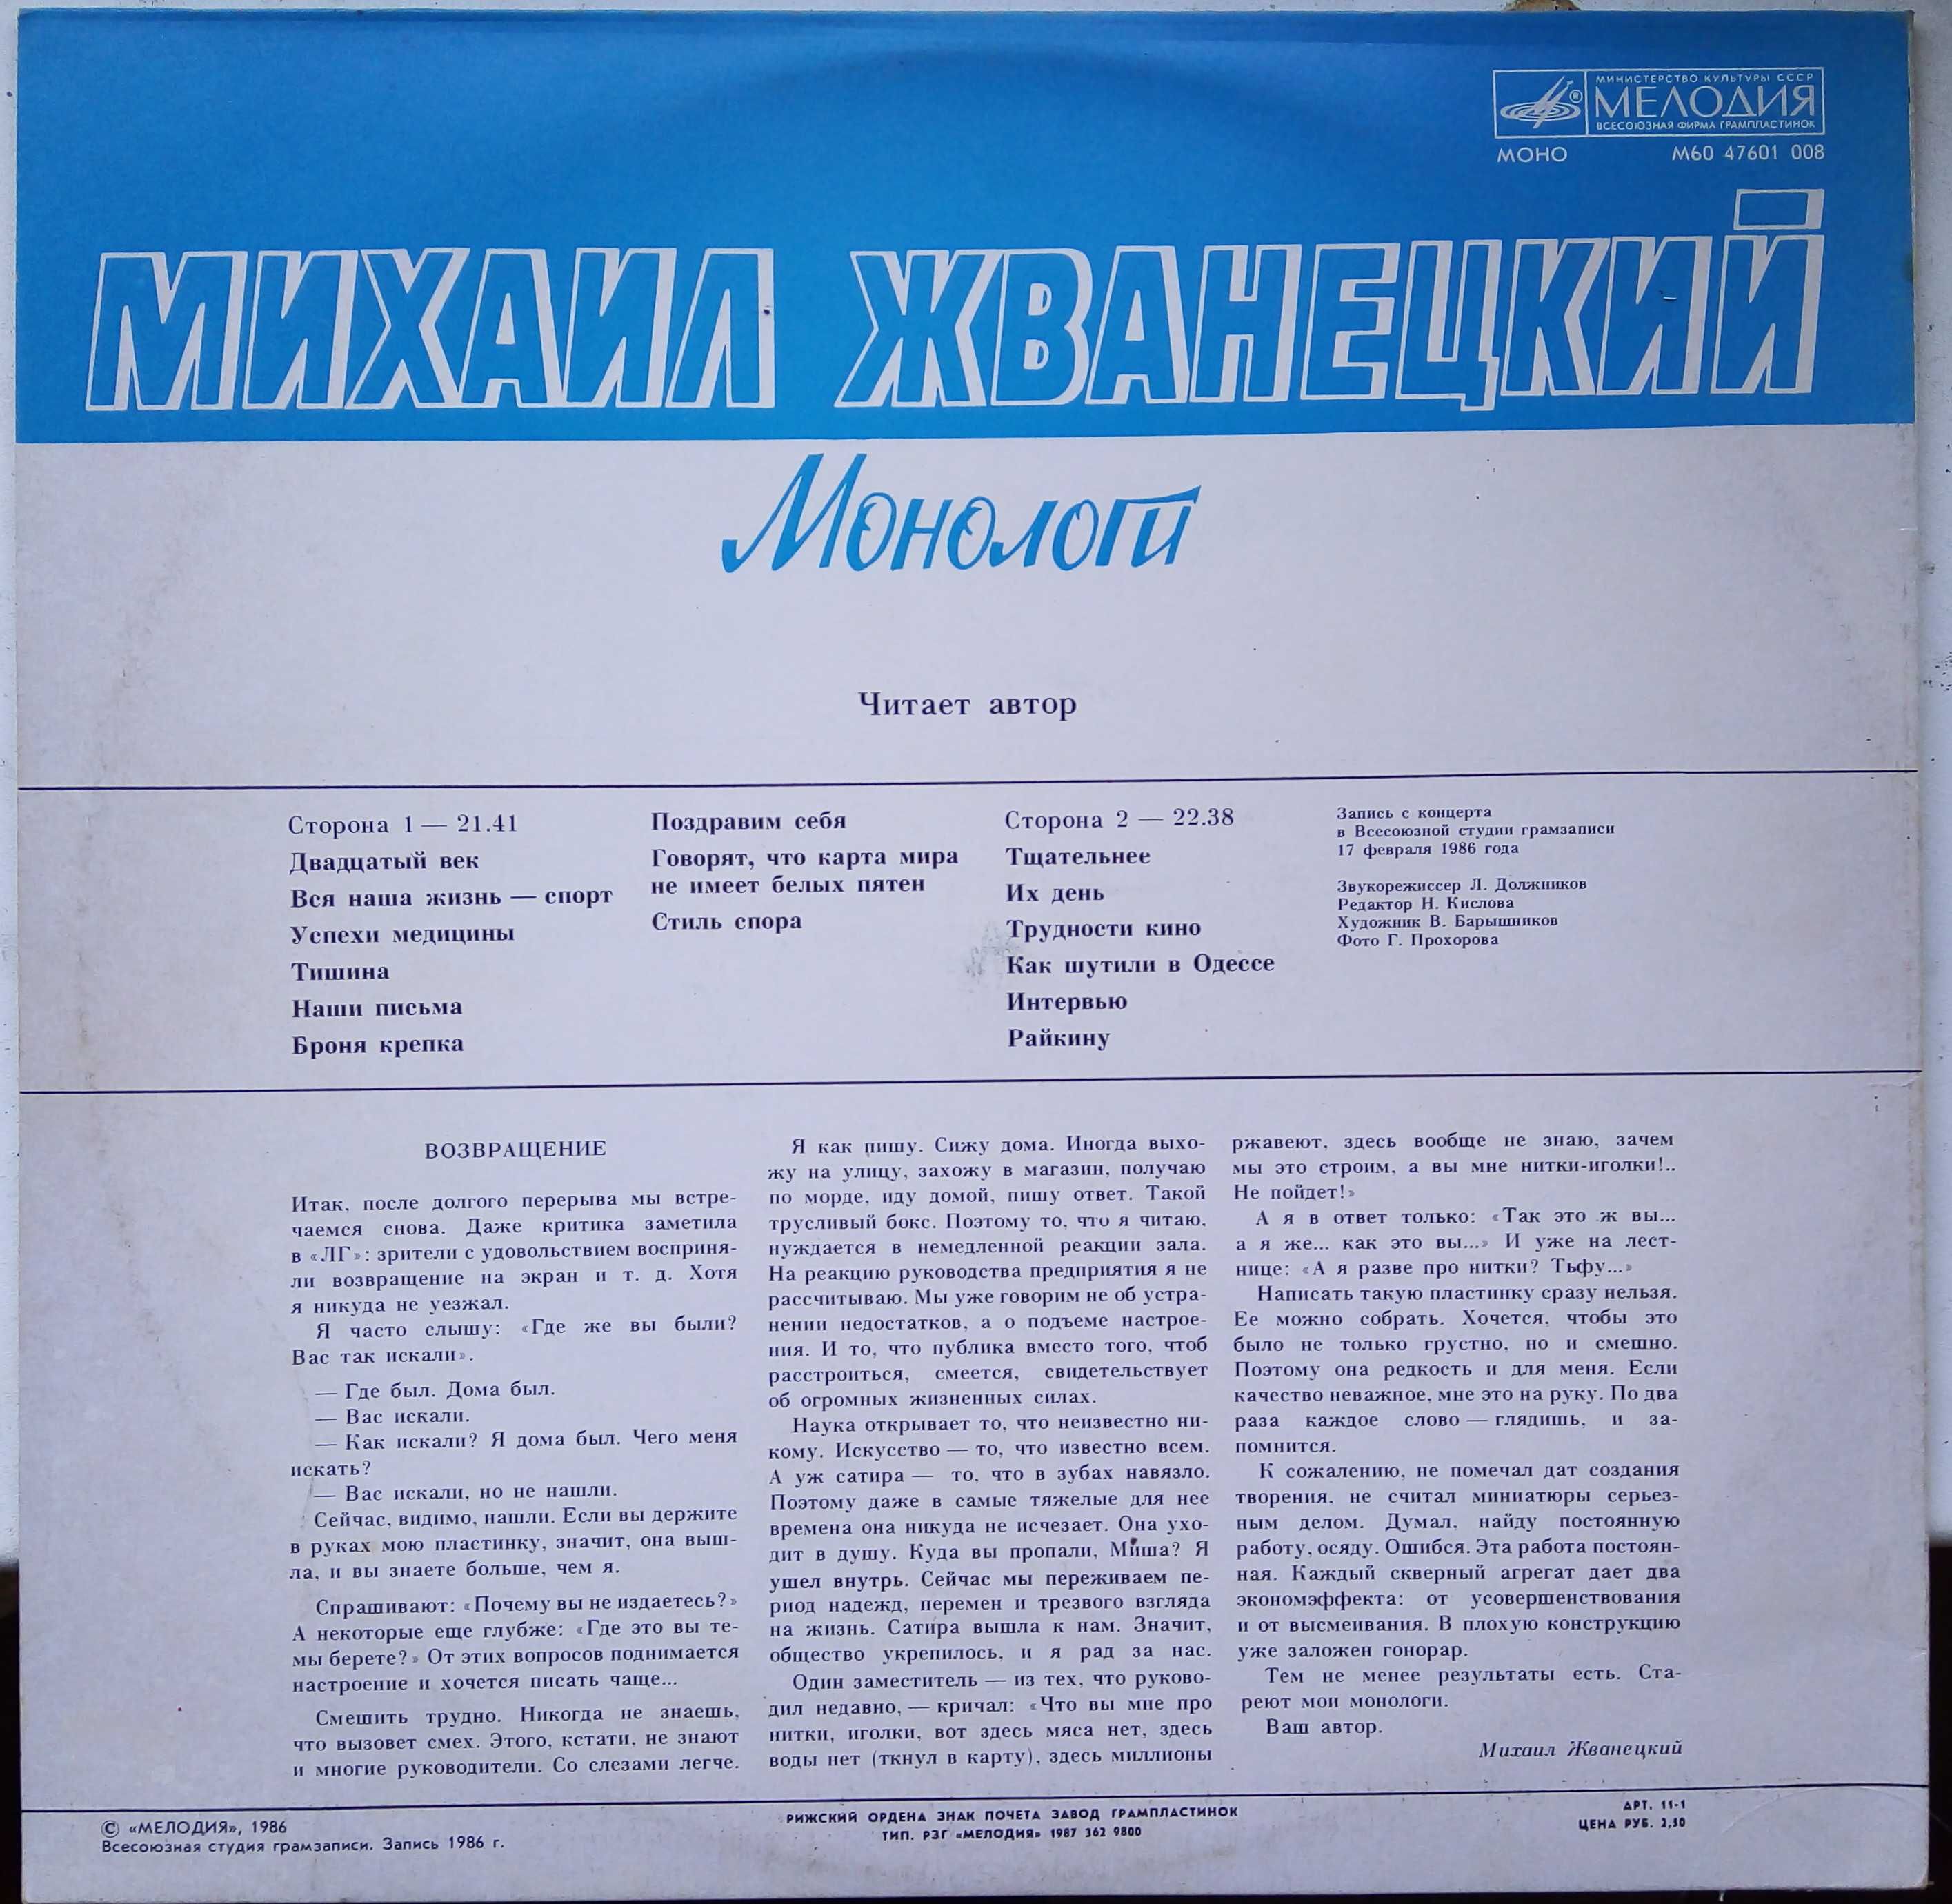 МИНИСТЕРСТВО КУЛЬТУРЫ СССР
МЕЛОДИЯ
ВСЕСОЮЗНАЯ ФИРМА ГРАМПЛАСТИНОК
МОНО М60 47601 008
МИХАИЛ ЖВАНЕЦКИЙ
Монологи
Читает автор
Сторона 1 — 21.41
Двадцатый век
Вся наша жизнь — спорт
Успехи медицины
Тишина
Наши письма
Броня крепка
Поздравим себя
Говорят, что карта мира
не имеет белых пятен
Стиль спора
Сторона 2 — 22.38
Тщательнее
Их день
Трудности кино
Как шутили в Одессе
Интервью
Райкину
Запись с концерта
в Всесоюзной студии грамзаписи
17 февраля 1986 года
Звукорежиссер Л. Должников
Редактор Н. Кислова
Художник В. Барышников
Фото Г. Прохорова
ВОЗВРАЩЕНИЕ
Итак, после долгого перерыва мы встре-
чаемся снова. Даже критика заметила
в «ЛГ»: зрители с удовольствием восприня-
ли возвращение на экран и т. д. Хотя
я никуда не уезжал.
Я часто слышу: «Где же вы были?
Вас так искали».
— Где был. Дома был.
— Вас искали.
— Как искали? Я дома был. Чего меня
искать?
— Вас искали, но не нашли.
Сейчас, видимо, нашли. Если вы держите
в руках мою пластинку, значит, она выш-
ла, и вы знаете больше, чем я.
Спрашивают: «Почему вы не издаетесь?»
А некоторые еще глубже: «Где это вы те-
мы берете?» От этих вопросов поднимается
настроение и хочется писать чаще...
Смешить трудно. Никогда не знаешь,
что вызовет смех. Этого, кстати, не знают
и многие руководители. Со слезами легче.
Я как пишу. Сижу дома. Иногда выхо-
жу на улицу, захожу в магазин, получаю
по морде, иду домой, пишу ответ. Такой
трусливый бокс. Поэтому то, что я читаю,
нуждается в немедленной реакции зала.
На реакцию руководства предприятия я не
рассчитываю. Мы уже говорим не об устра-
нении недостатков, а о подъеме настрое-
ния. И то, что публика вместо того, чтоб
расстроиться, смеется, свидетельствует
об огромных жизненных силах.
Наука открывает то, что неизвестно ни-
кому. Искусство — то, что известно всем.
А уж сатира — то, что в зубах навязло.
Поэтому даже в самые тяжелые для нее
времена она никуда не исчезает. Она ухо-
дит в душу. Куда вы пропали, Миша? Я
ушел внутрь. Сейчас мы переживаем пе-
риод надежд, перемен и трезвого взгляда
на жизнь. Сатира вышла к нам. Значит,
общество укрепилось, и я рад за нас.
Один заместитель — из тех, что руково-
дил недавно, — кричал: «Что вы мне про
нитки, иголки, вот здесь мяса нет, здесь
воды нет (ткнул в карту), здесь миллионы
ржавеют, здесь вообще не знаю, зачем
мы это строим, а вы мне нитки-иголки!..
Не пойдет!»
А я в ответ только: «Так это ж вы...
а я же... как это вы...» И уже на лест-
нице: «А я разве про нитки? Тьфу...»
Написать такую пластинку сразу нельзя.
Ее можно собрать. Хочется, чтобы это
было не только грустно, но и смешно.
Поэтому она редкость и для меня. Если
качество неважное, мне это на руку. По два
раза каждое слово — глядишь, и за-
помнится.
К сожалению, не помечал дат создания
творения, не считал миниатюры серьез-
ным делом. Думал, найду постоянную
работу, осяду. Ошибся. Эта работа постоян-
ная. Каждый скверный агрегат дает два
экономэффекта: от усовершенствования
и от высмеивания. В плохую конструкцию
уже заложен гонорар.
Тем не менее результаты есть. Ста-
реют мои монологи.
Ваш автор.
Михаил Жванецкий
© «МЕЛОДИЯ», 1986
Всесоюзная студия грамзаписи. Запись 1986 г.
РИЖСКИЙ ОРДЕНА ЗНАК ПОЧЕТА ЗАВОД ГРАМПЛАСТИНОК
ТИП. РЗГ «МЕЛОДИЯ» 1987 362 9800
АРТ. 11-1
ЦЕНА РУБ. 2,50